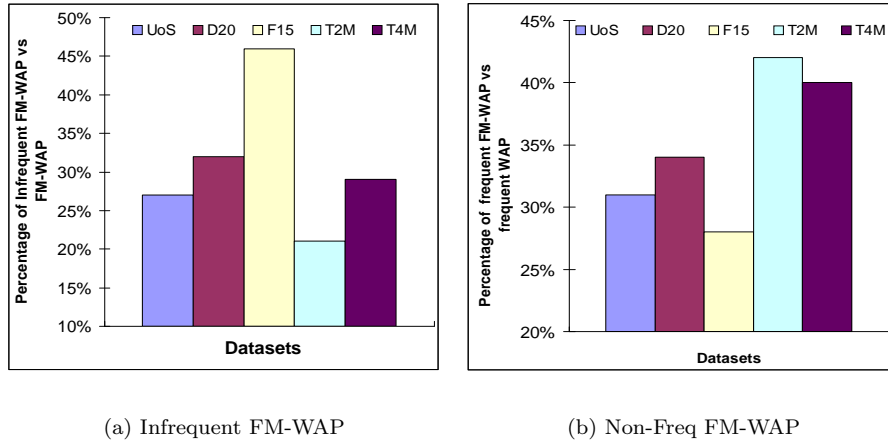 50%
45%
40%
35%
30%
25%
20%
15%
10%
UoS D20 F15 T2M T4M
Percentage of Infrequent FM-WAP vs
FM-WAP
Datasets
(a) Infrequent FM-WAP
45%
40%
35%
30%
25%
20%
UoS D20 F15 T2M T4M
Percentage of frequent FM-WAP vs
frequent WAP
Datasets
(b) Non-Freq FM-WAP